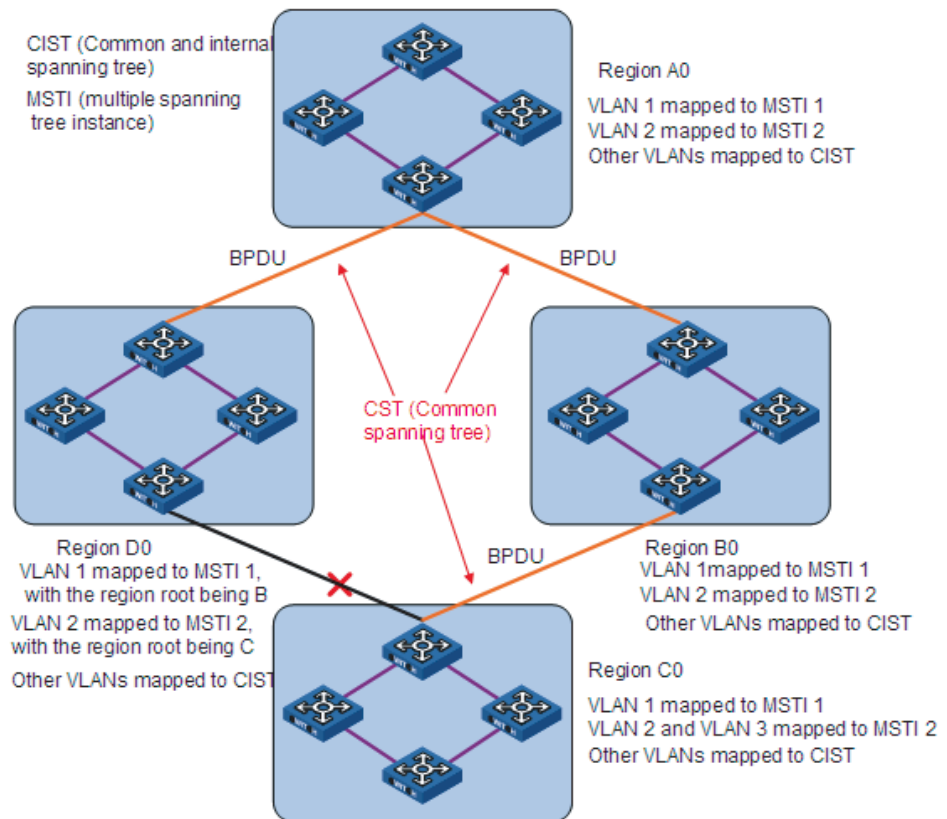 CIST (Common and internal
spanning tree)
MSTI (multiple spanning
tree instance)
Region A0
VLAN 1 mapped to MSTI 1
VLAN 2 mapped to MSTI 2
Other VLANs mapped to CIST
BPDU
BPDU
CST (Common
spanning tree)
Region D0
VLAN 1 mapped to MSTI 1,
with the region root being B
VLAN 2 mapped to MSTI 2,
with the region root being C
Other VLANs mapped to CIST
BPDU
Region B0
VLAN 1mapped to MSTI 1
VLAN 2 mapped to MSTI 2
Other VLANs mapped to CIST
Region C0
VLAN 1 mapped to MSTI 1
VLAN 2 and VLAN 3 mapped to MSTI 2
Other VLANs mapped to CIST